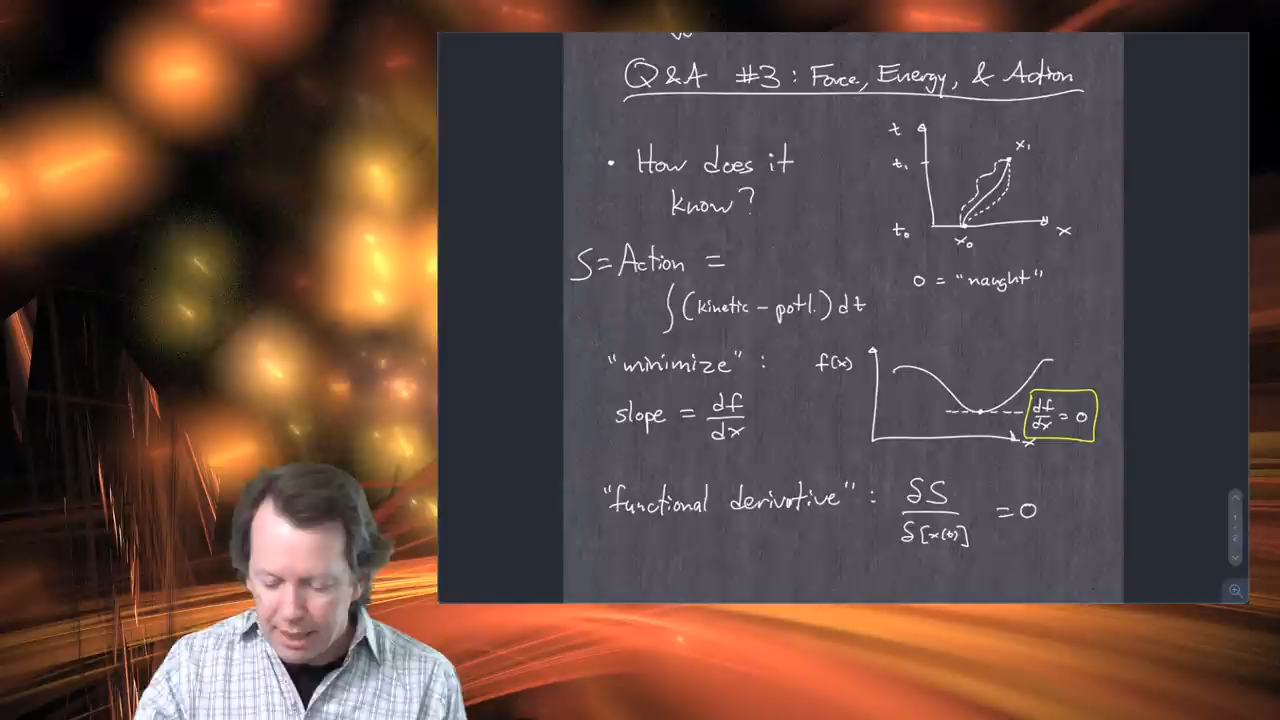 Q & A #3: Force, Energy, & Action
• How does it
know?
t
t₁
t₀
x₁
x₀
x
0 = "naught"
S = Action =
∫(kinetic - potl.) dt
"minimize" :
f(x)
x
slope = df/dx
df/dx = 0
"functional derivative" : δS/δ[x(t)] = 0